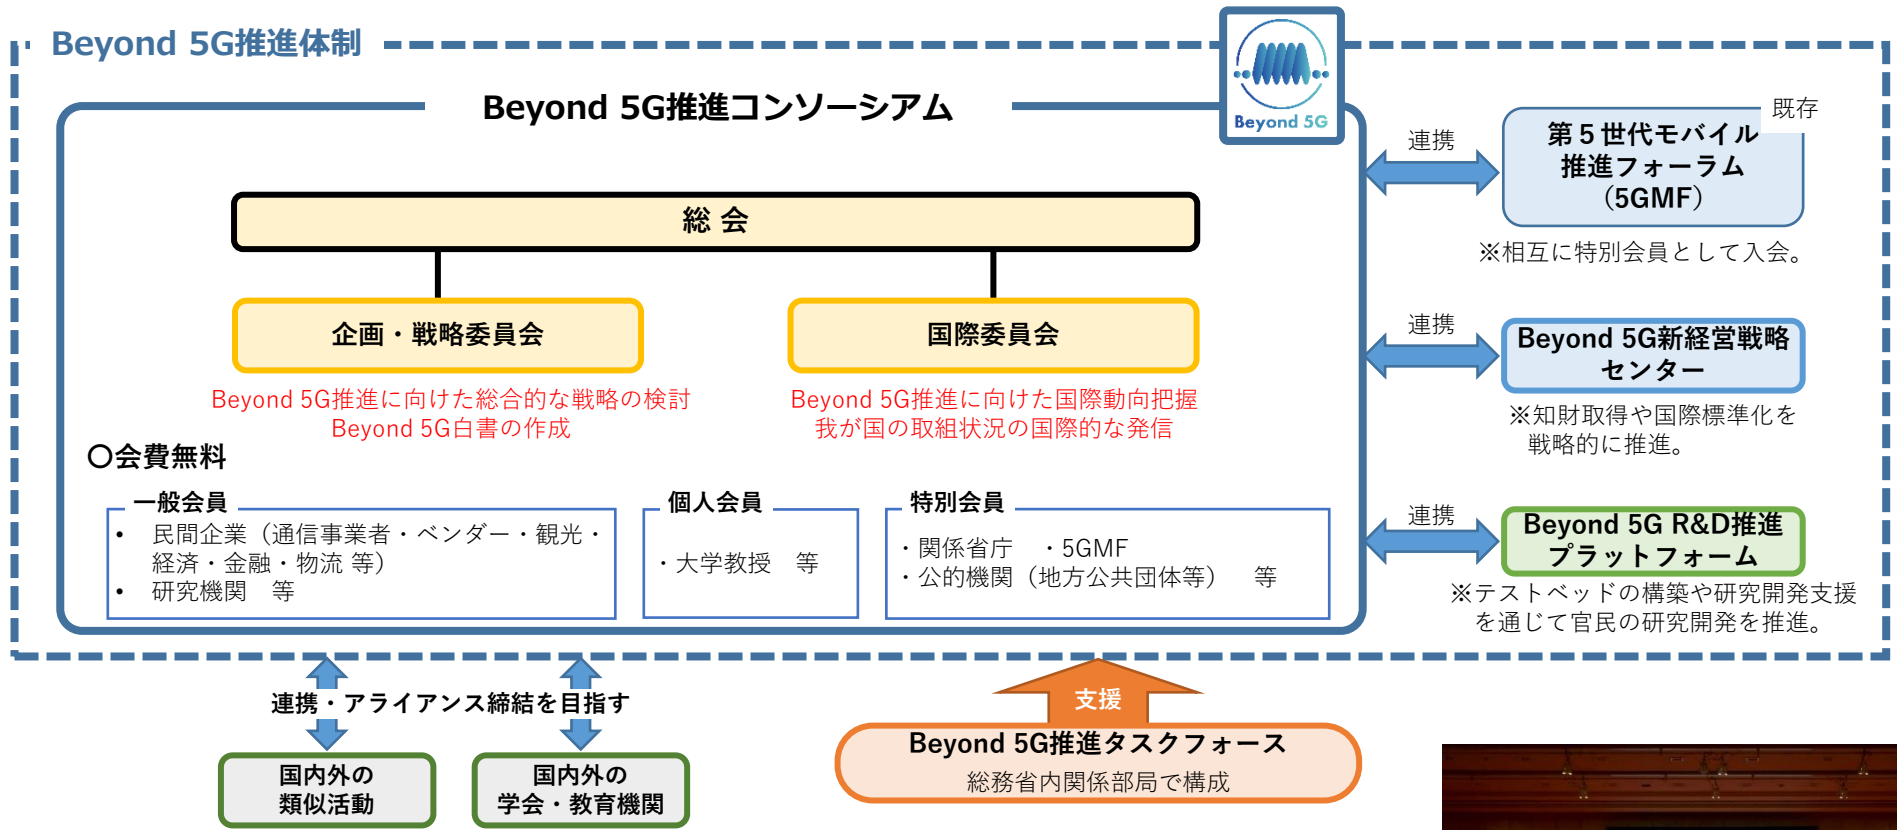 Beyond 5G推進体制
Beyond 5G
Beyond 5G推進コンソーシアム
総 会
企画・戦略委員会
Beyond 5G推進に向けた総合的な戦略の検討
Beyond 5G白書の作成
国際委員会
Beyond 5G推進に向けた国際動向把握
我が国の取組状況の国際的な発信
〇会費無料
一般会員
• 民間企業（通信事業者・ベンダー・観光・
経済・金融・物流 等）
• 研究機関　等
個人会員
・大学教授　等
特別会員
・関係省庁　・5GMF
・公的機関（地方公共団体等）　等
連携
既存
第５世代モバイル
推進フォーラム
（5GMF）
※相互に特別会員として入会。
連携
Beyond 5G新経営戦略
センター
※知財取得や国際標準化を
戦略的に推進。
連携
Beyond 5G R&D推進
プラットフォーム
※テストベッドの構築や研究開発支援
を通じて官民の研究開発を推進。
連携・アライアンス締結を目指す
国内外の
類似活動
国内外の
学会・教育機関
支援
Beyond 5G推進タスクフォース
総務省内関係部局で構成